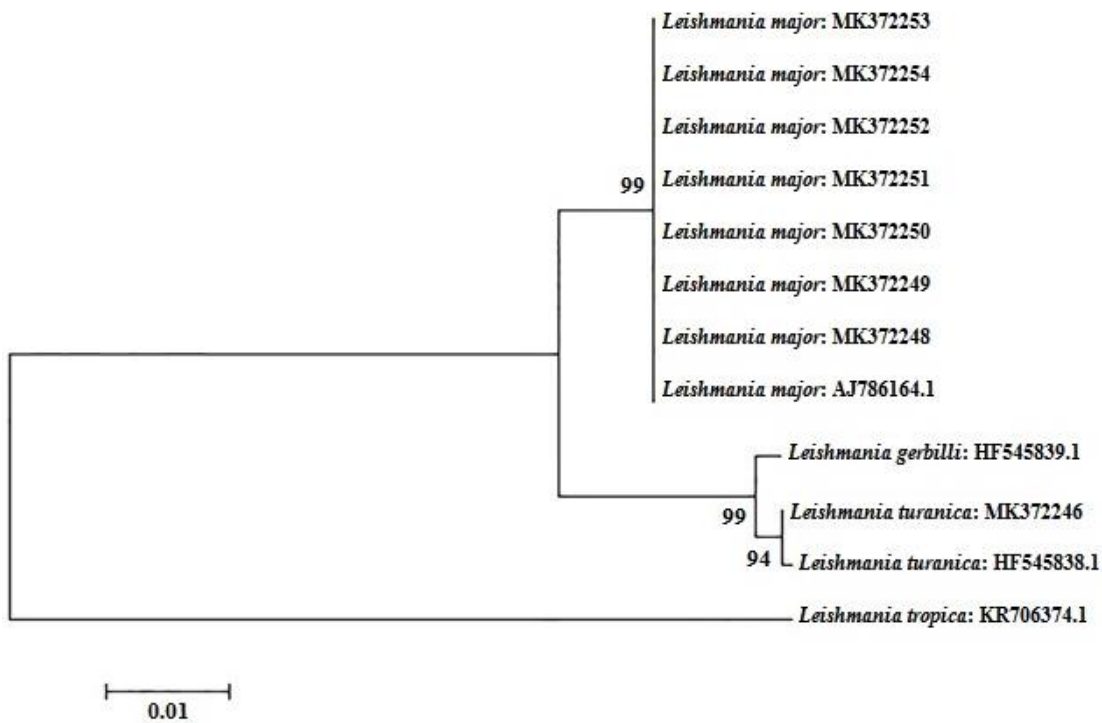 Leishmania major: MK372253
Leishmania major: MK372254
Leishmania major: MK372252
99
Leishmania major: MK372251
Leishmania major: MK372250
Leishmania major: MK372249
Leishmania major: MK372248
Leishmania major: AJ786164.1
Leishmania gerbilli: HF545839.1
99
Leishmania turanica: MK372246
94
Leishmania turanica: HF545838.1
Leishmania tropica: KR706374.1
0.01